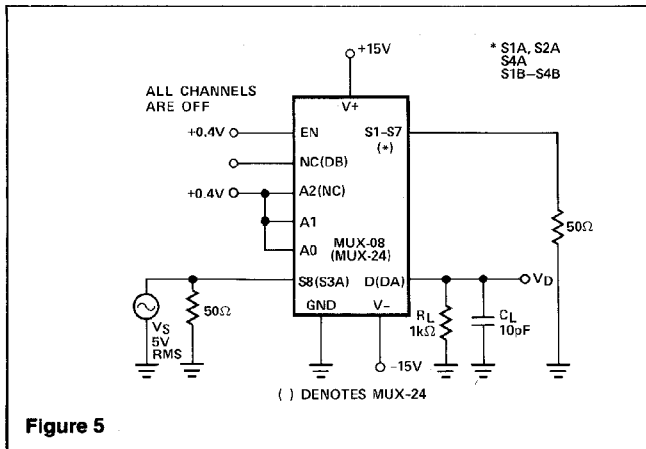 +15V
* S1A, S2A
S4A
S1B–S4B
ALL CHANNELS
ARE OFF
V+
+0.4V
EN
S1–S7
(*)
NC(DB)
+0.4V
A2(NC)
A1
A0
MUX-08
(MUX-24)
50Ω
S8(S3A)
D(DA)
VD
GND
V–
VS
5V
RMS
50Ω
RL
1kΩ
CL
10pF
–15V
( ) DENOTES MUX-24
Figure 5